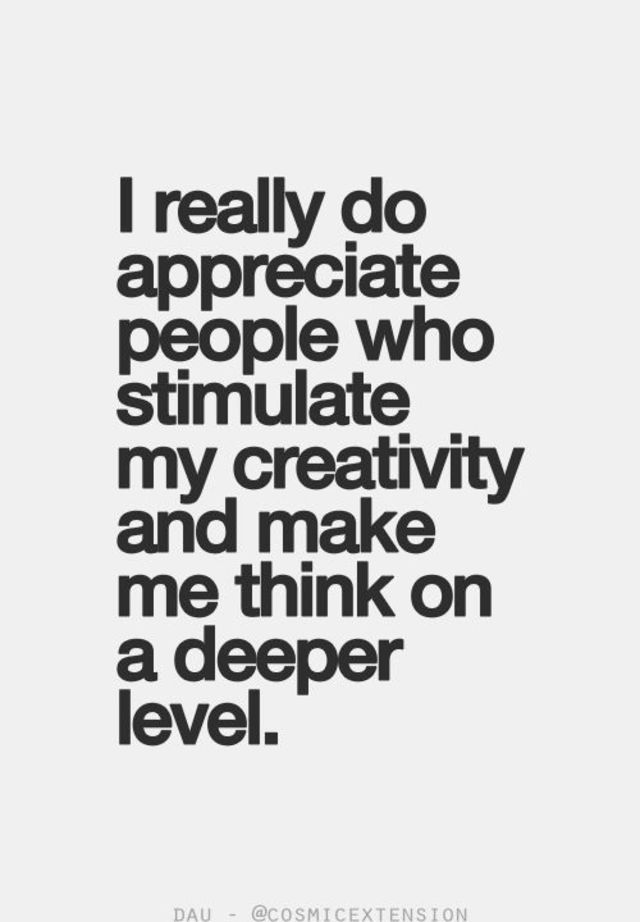 I really do
appreciate
people who
stimulate
my creativity
and make
me think on
a deeper
level.
DAU - @COSMICEXTENSION